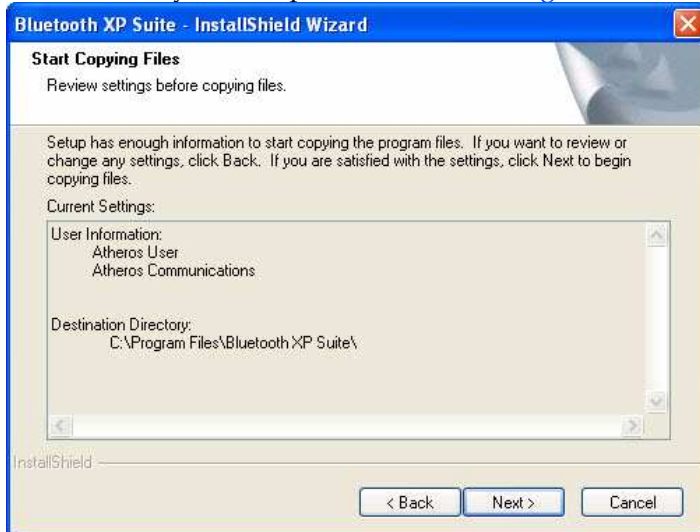 Bluetooth XP Suite - InstallShield Wizard
Start Copying Files
Review settings before copying files.
Setup has enough information to start copying the program files. If you want to review or
change any settings, click Back. If you are satisfied with the settings, click Next to begin
copying files.
Current Settings:
User Information:
Atheros User
Atheros Communications
Destination Directory:
C:\Program Files\Bluetooth XP Suite\
InstallShield
< Back
Next >
Cancel